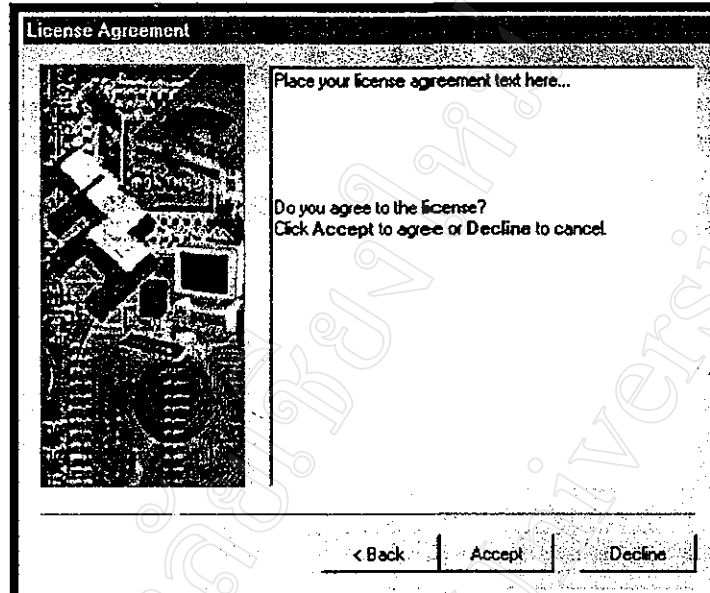 License Agreement
Place your license agreement text here...
Do you agree to the license?
Click Accept to agree or Decline to cancel.
< Back
Accept
Decline